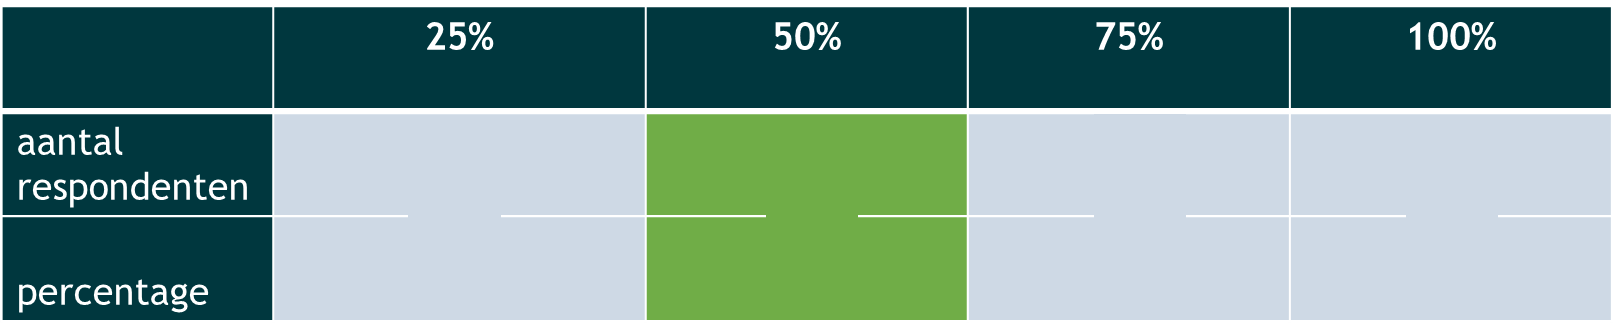 25% 50% 75% 100%
aantal
respondenten
percentage